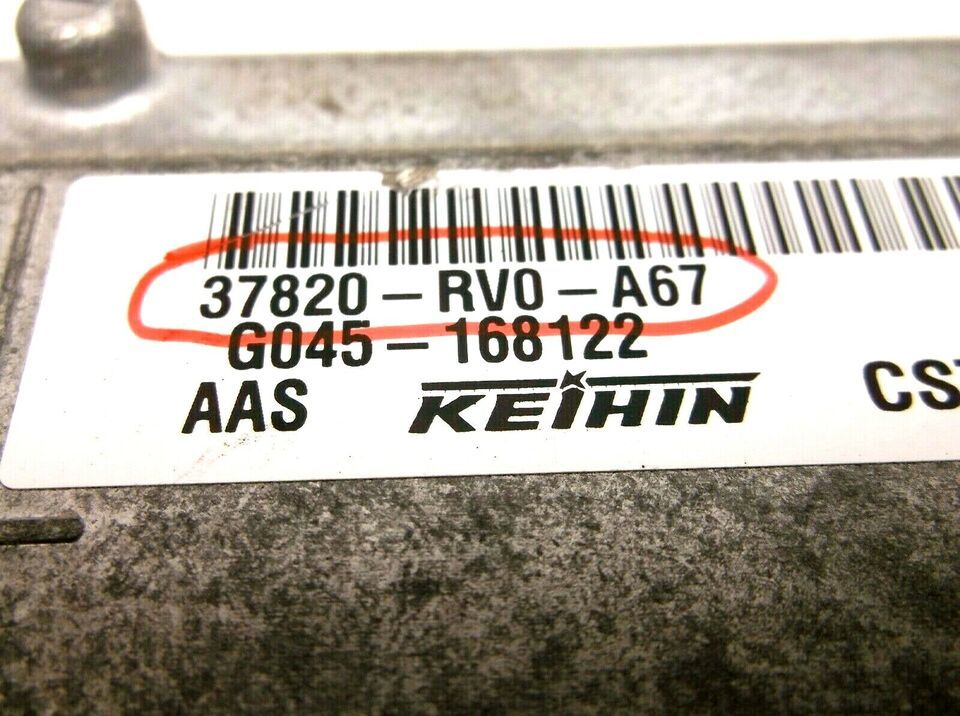 37820-RV0-A67
G045-168122
AAS KEIHIN CS